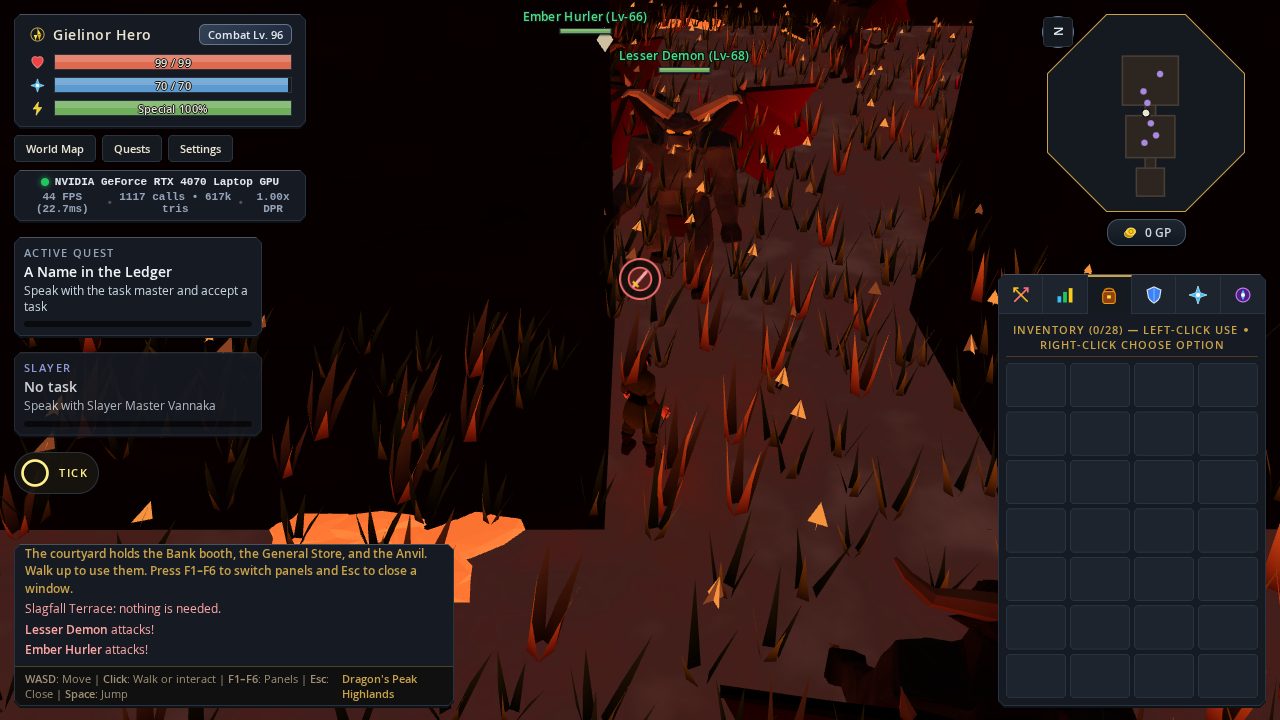 Ember Hurler (Lv-66)
Lesser Demon (Lv-68)
Gielinor Hero
Combat Lv. 96
99 / 99
70 / 70
Special 100%
World Map
Quests
Settings
NVIDIA GeForce RTX 4070 Laptop GPU
44 FPS (22.7ms) • 1117 calls • 617k tris • 1.00x DPR
ACTIVE QUEST
A Name in the Ledger
Speak with the task master and accept a
task
SLAYER
No task
Speak with Slayer Master Vannaka
TICK
The courtyard holds the Bank booth, the General Store, and the Anvil.
Walk up to use them. Press F1–F6 to switch panels and Esc to close a
window.
Slagfall Terrace: nothing is needed.
Lesser Demon attacks!
Ember Hurler attacks!
WASD: Move | Click: Walk or interact | F1–F6: Panels | Esc:
Close | Space: Jump
Dragon's Peak
Highlands
N
0 GP
INVENTORY (0/28) — LEFT-CLICK USE •
RIGHT-CLICK CHOOSE OPTION